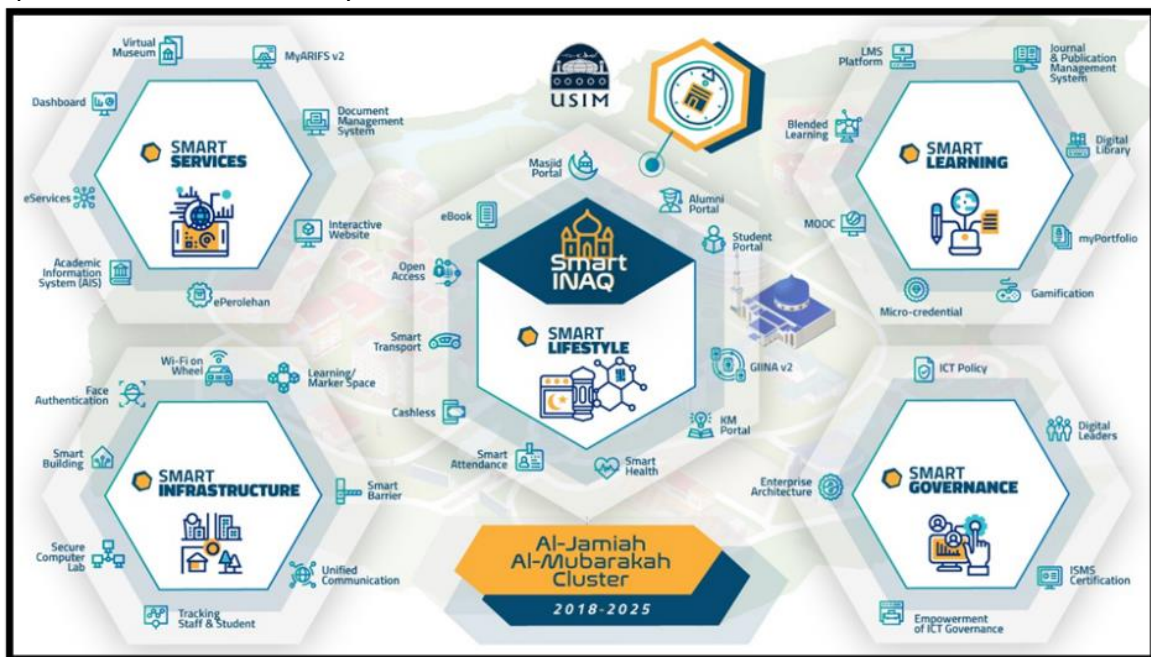 Virtual
Museum
MyARIFS v2
Dashboard
Document
Management
System
SMART
SERVICES
eServices
Interactive
Website
Academic
Information
System (AIS)
ePerolehan
USIM
Masjid
Portal
Alumni
Portal
eBook
Student
Portal
Open
Access
Smart
INAQ
SMART
LIFESTYLE
Smart
Transport
GIINA v2
Cashless
KM
Portal
Smart
Attendance
Smart
Health
LMS
Platform
Journal
& Publication
Management
System
Blended
Learning
Digital
Library
SMART
LEARNING
MOOC
myPortfolio
Micro-credential
Gamification
Wi-Fi on
Wheel
Learning/
Marker Space
Face
Authentication
Smart
Building
SMART
INFRASTRUCTURE
Smart
Barrier
Secure
Computer
Lab
Unified
Communication
Tracking
Staff & Student
Al-Jamiah
Al-Mubarakah
Cluster
2018-2025
ICT Policy
Digital
Leaders
Enterprise
Architecture
SMART
GOVERNANCE
ISMS
Certification
Empowerment
of ICT Governance